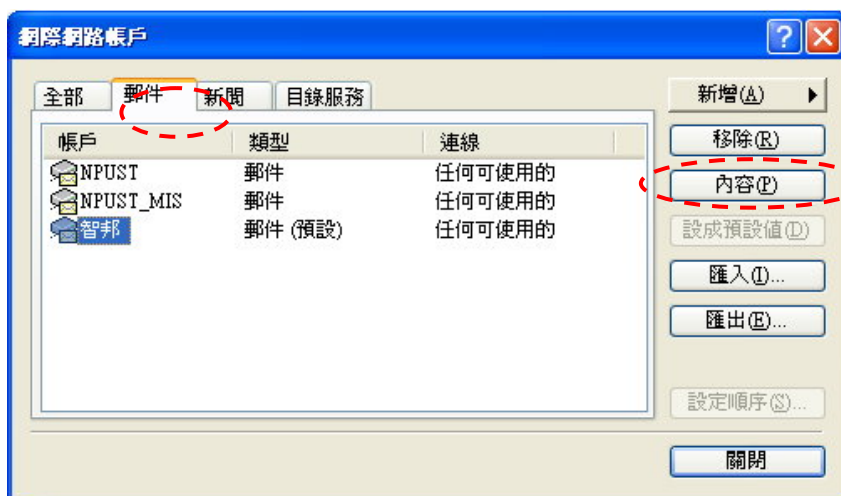 網際網路帳戶
全部 郵件 新聞 目錄服務
帳戶 類型 連線
NPUST 郵件 任何可使用的
NPUST_MIS 郵件 任何可使用的
智邦 郵件 (預設) 任何可使用的
新增(A)
移除(R)
內容(P)
設成預設值(D)
匯入(I)...
匯出(E)...
設定順序(S)...
關閉